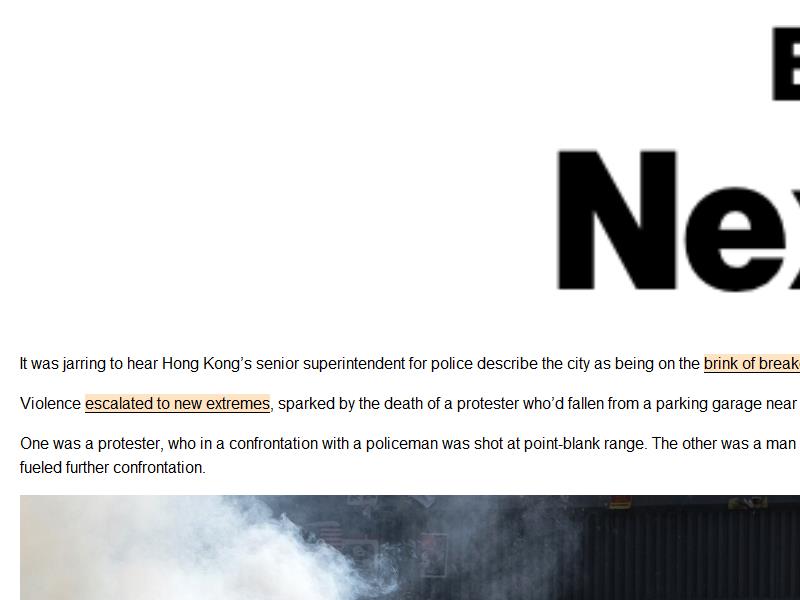 Ne
It was jarring to hear Hong Kong’s senior superintendent for police describe the city as being on the brink of break
Violence escalated to new extremes, sparked by the death of a protester who’d fallen from a parking garage near
One was a protester, who in a confrontation with a policeman was shot at point-blank range. The other was a man
fueled further confrontation.